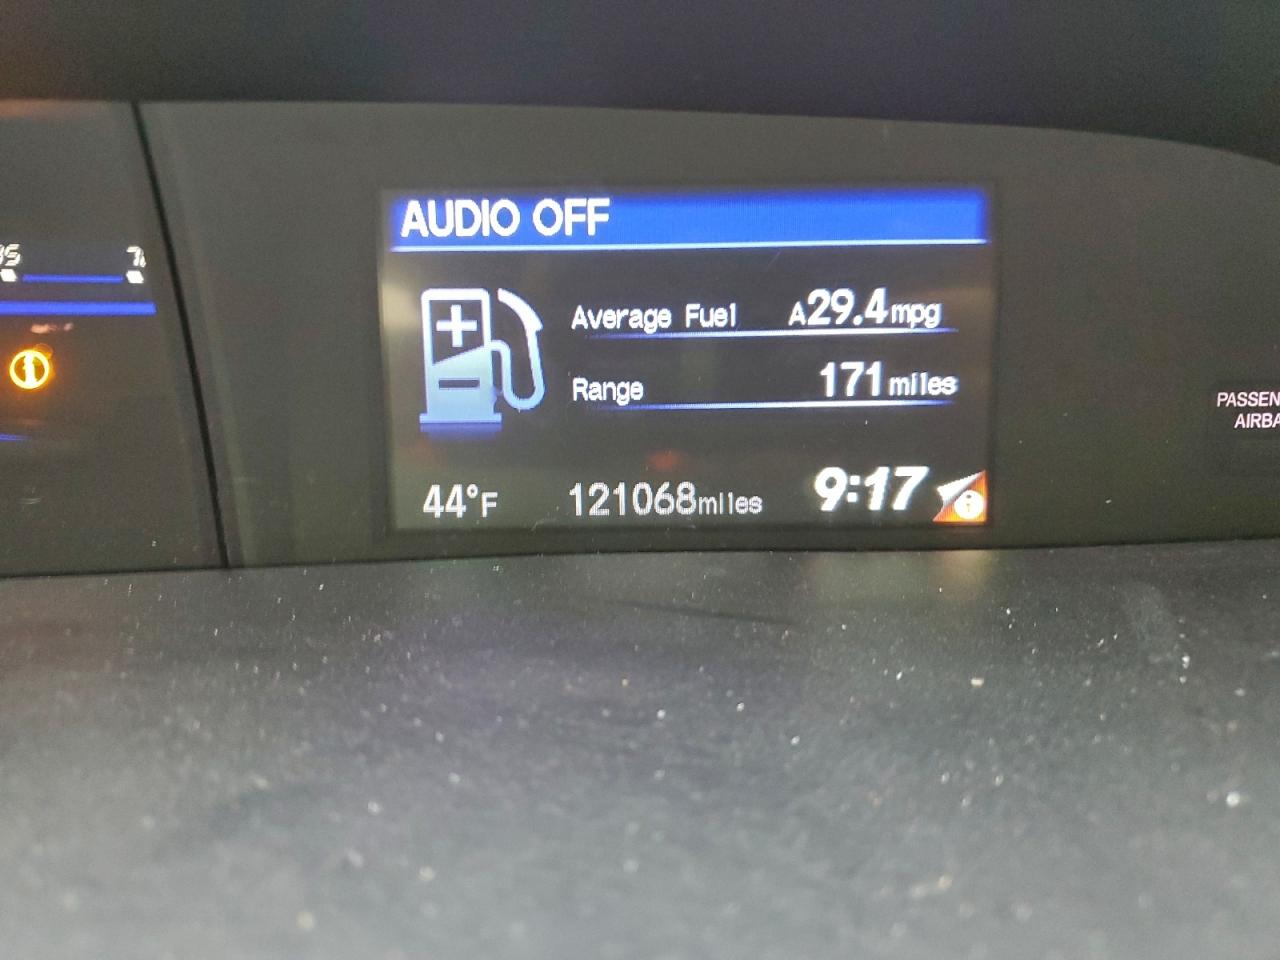 AUDIO OFF
Average Fuel A29.4mpg
Range 171miles
44°F 121068miles 9:17
PASSEN
AIRBA